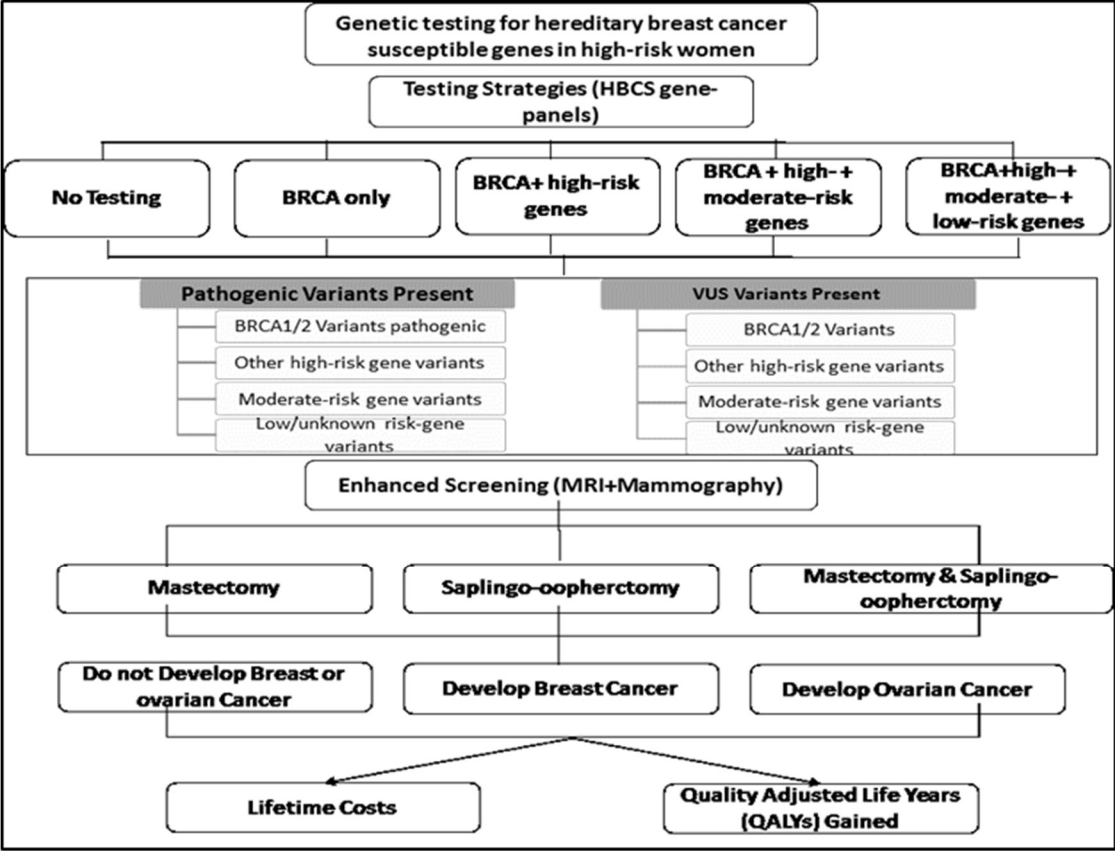 Genetic testing for hereditary breast cancer
susceptible genes in high-risk women
Testing Strategies (HBCS gene-
panels)
No Testing
BRCA only
BRCA+ high-risk
genes
BRCA + high- +
moderate-risk
genes
BRCA+high-+
moderate- +
low-risk genes
Pathogenic Variants Present
BRCA1/2 Variants pathogenic
Other high-risk gene variants
Moderate-risk gene variants
Low/unknown risk-gene
variants
VUS Variants Present
BRCA1/2 Variants
Other high-risk gene variants
Moderate-risk gene variants
Low/unknown risk-gene
variants
Enhanced Screening (MRI+Mammography)
Mastectomy
Saplingo-oopherctomy
Mastectomy & Saplingo-
oopherctomy
Do not Develop Breast or
ovarian Cancer
Develop Breast Cancer
Develop Ovarian Cancer
Lifetime Costs
Quality Adjusted Life Years
(QALYs) Gained